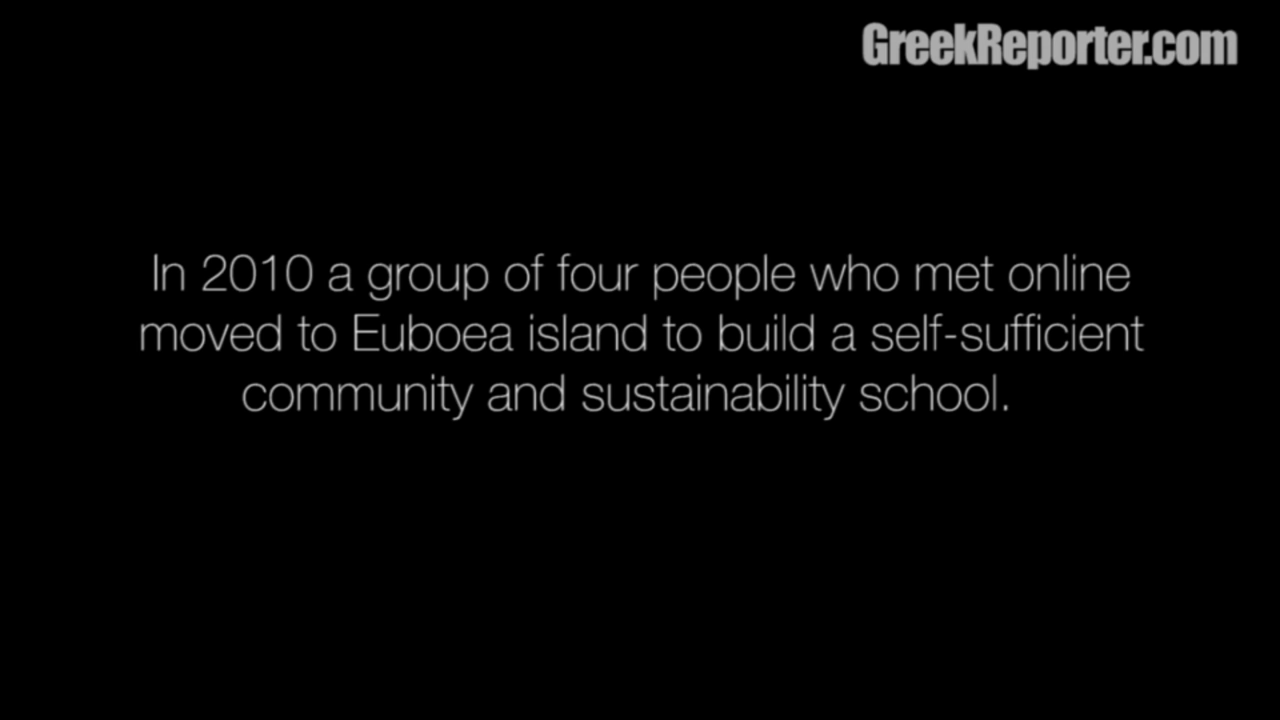 GreekReporter.com
In 2010 a group of four people who met online
moved to Euboea island to build a self-sufficient
community and sustainability school.